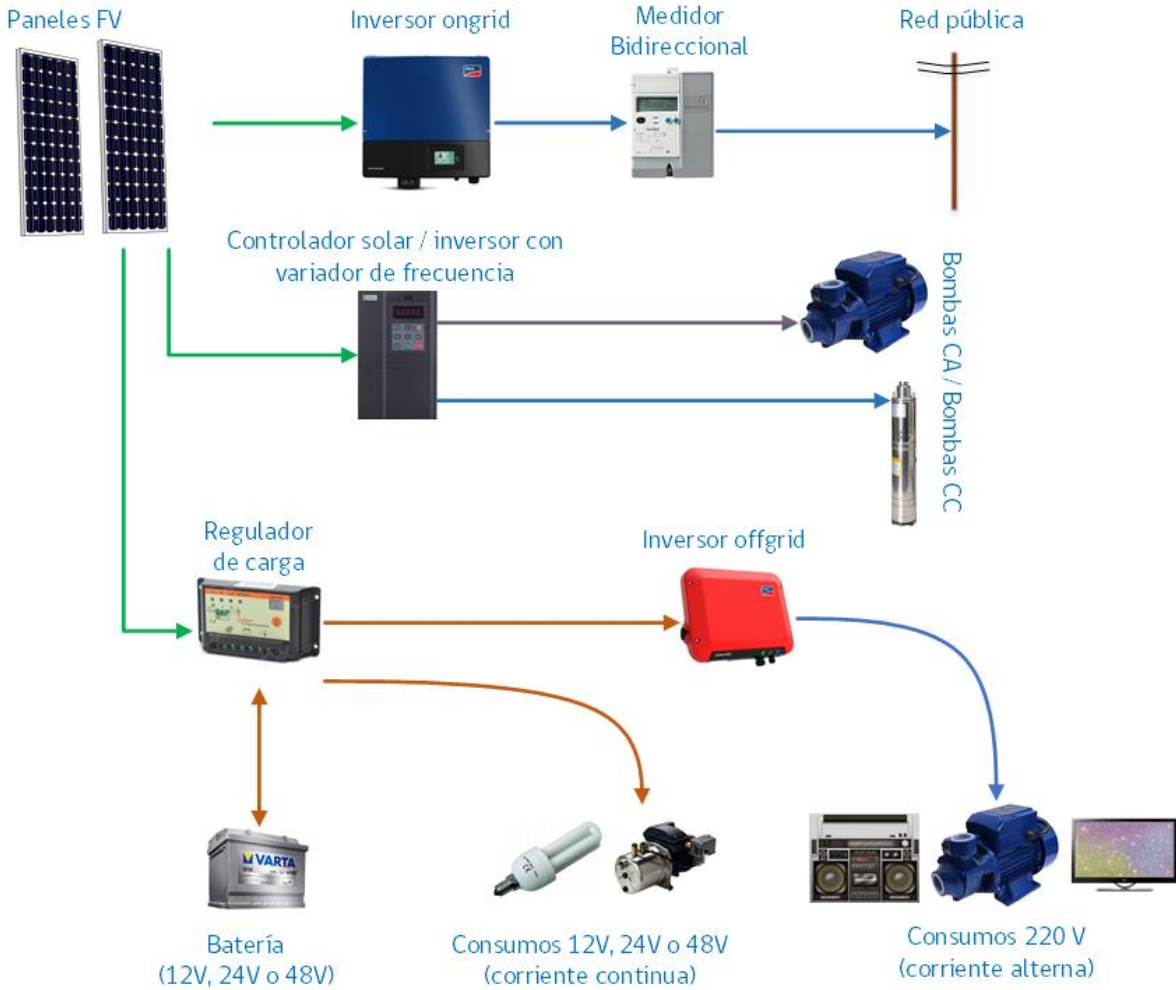 Paneles FV
Inversor ongrid
Medidor
Bidireccional
Red pública
Controlador solar / inversor con
variador de frecuencia
Bombas CA / Bombas CC
Regulador
de carga
Inversor offgrid
VARTA
Batería
(12V, 24V o 48V)
Consumos 12V, 24V o 48V
(corriente continua)
Consumos 220 V
(corriente alterna)